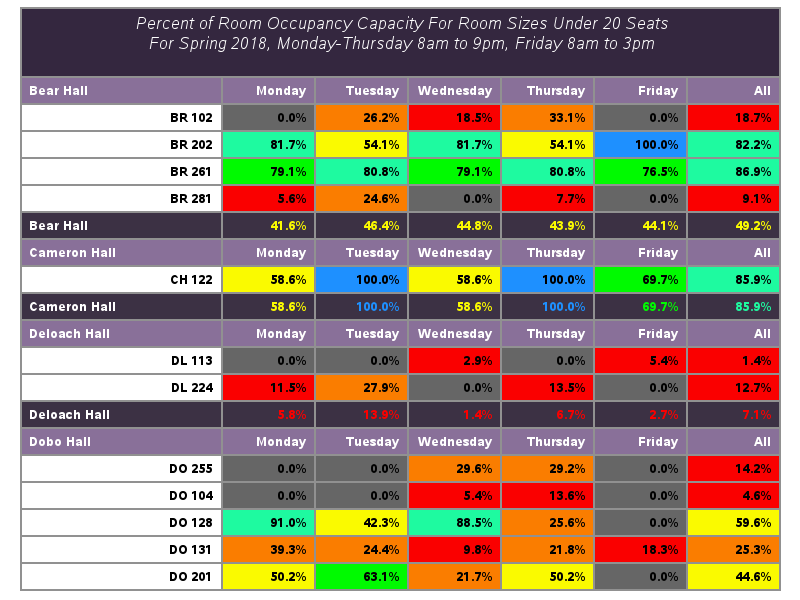 Percent of Room Occupancy Capacity For Room Sizes Under 20 Seats
For Spring 2018, Monday-Thursday 8am to 9pm, Friday 8am to 3pm
Bear Hall Monday Tuesday Wednesday Thursday Friday All
BR 102 0.0% 26.2% 18.5% 33.1% 0.0% 18.7%
BR 202 81.7% 54.1% 81.7% 54.1% 100.0% 82.2%
BR 261 79.1% 80.8% 79.1% 80.8% 76.5% 86.9%
BR 281 5.6% 24.6% 0.0% 7.7% 0.0% 9.1%
Bear Hall 41.6% 46.4% 44.8% 43.9% 44.1% 49.2%
Cameron Hall Monday Tuesday Wednesday Thursday Friday All
CH 122 58.6% 100.0% 58.6% 100.0% 69.7% 85.9%
Cameron Hall 58.6% 100.0% 58.6% 100.0% 69.7% 85.9%
Deloach Hall Monday Tuesday Wednesday Thursday Friday All
DL 113 0.0% 0.0% 2.9% 0.0% 5.4% 1.4%
DL 224 11.5% 27.9% 0.0% 13.5% 0.0% 12.7%
Deloach Hall 5.8% 13.9% 1.4% 6.7% 2.7% 7.1%
Dobo Hall Monday Tuesday Wednesday Thursday Friday All
DO 255 0.0% 0.0% 29.6% 29.2% 0.0% 14.2%
DO 104 0.0% 0.0% 5.4% 13.6% 0.0% 4.6%
DO 128 91.0% 42.3% 88.5% 25.6% 0.0% 59.6%
DO 131 39.3% 24.4% 9.8% 21.8% 18.3% 25.3%
DO 201 50.2% 63.1% 21.7% 50.2% 0.0% 44.6%